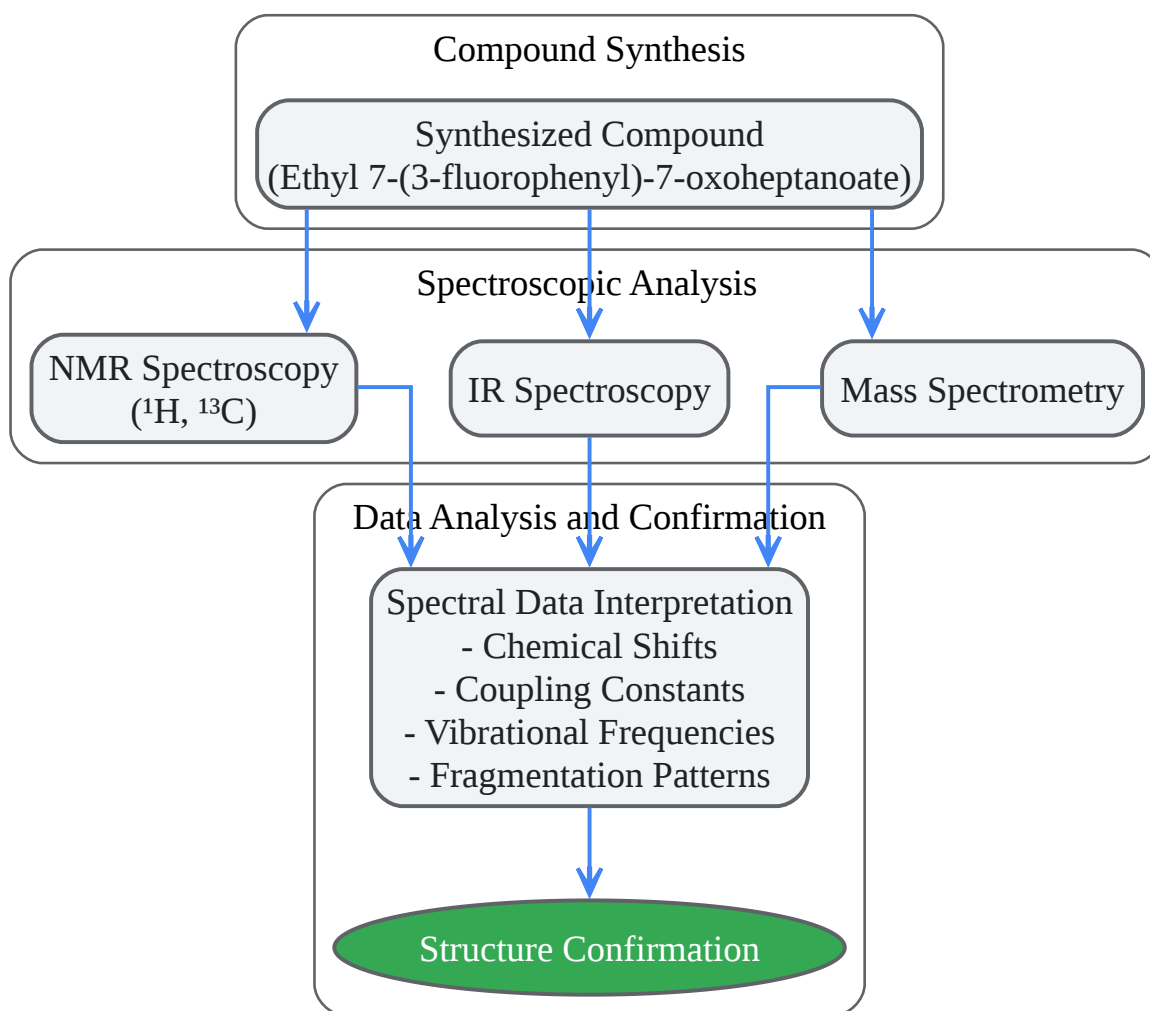 Compound Synthesis
Synthesized Compound
(Ethyl 7-(3-fluorophenyl)-7-oxoheptanoate)
Spectroscopic Analysis
NMR Spectroscopy
(¹H, ¹³C)
IR Spectroscopy
Mass Spectrometry
Data Analysis and Confirmation
Spectral Data Interpretation
- Chemical Shifts
- Coupling Constants
- Vibrational Frequencies
- Fragmentation Patterns
Structure Confirmation